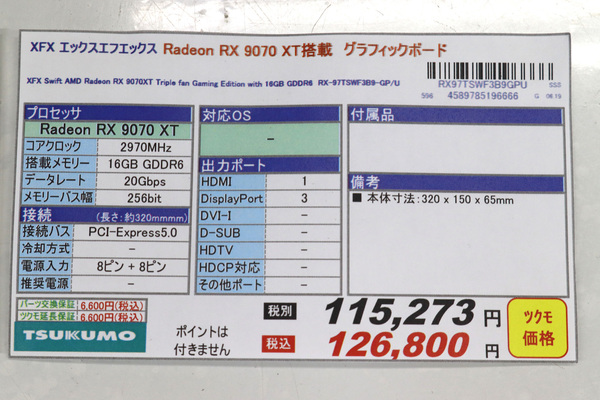 XFX エックスエフエックス Radeon RX 9070 XT搭載 グラフィックボード
XFX Swift AMD Radeon RX 9070XT Triple fan Gaming Edition with 16GB GDDR6 RX-97TSWF3B9-GP/U
RX97TSWF3B9GPU SSS
596 4589785196666 G 06.19
プロセッサ
Radeon RX 9070 XT
コアクロック 2970MHz
搭載メモリー 16GB GDDR6
データレート 20Gbps
メモリーバス幅 256bit
接続 (長さ:約320mmmm)
接続バス PCI-Express5.0
冷却方式 -
電源入力 8ピン + 8ピン
推奨電源 -
対応OS
-
出力ポート
HDMI 1
DisplayPort 3
DVI-I -
D-SUB -
HDTV -
HDCP対応 -
その他ポート -
付属品
備考
■ 本体寸法:320 x 150 x 65mm
パーツ交換保証 6,600円(税込)
ツクモ延長保証 6,600円(税込)
TSUKUMO
ポイントは
付きません
税別 115,273 円
税込 126,800 円
ツクモ
価格